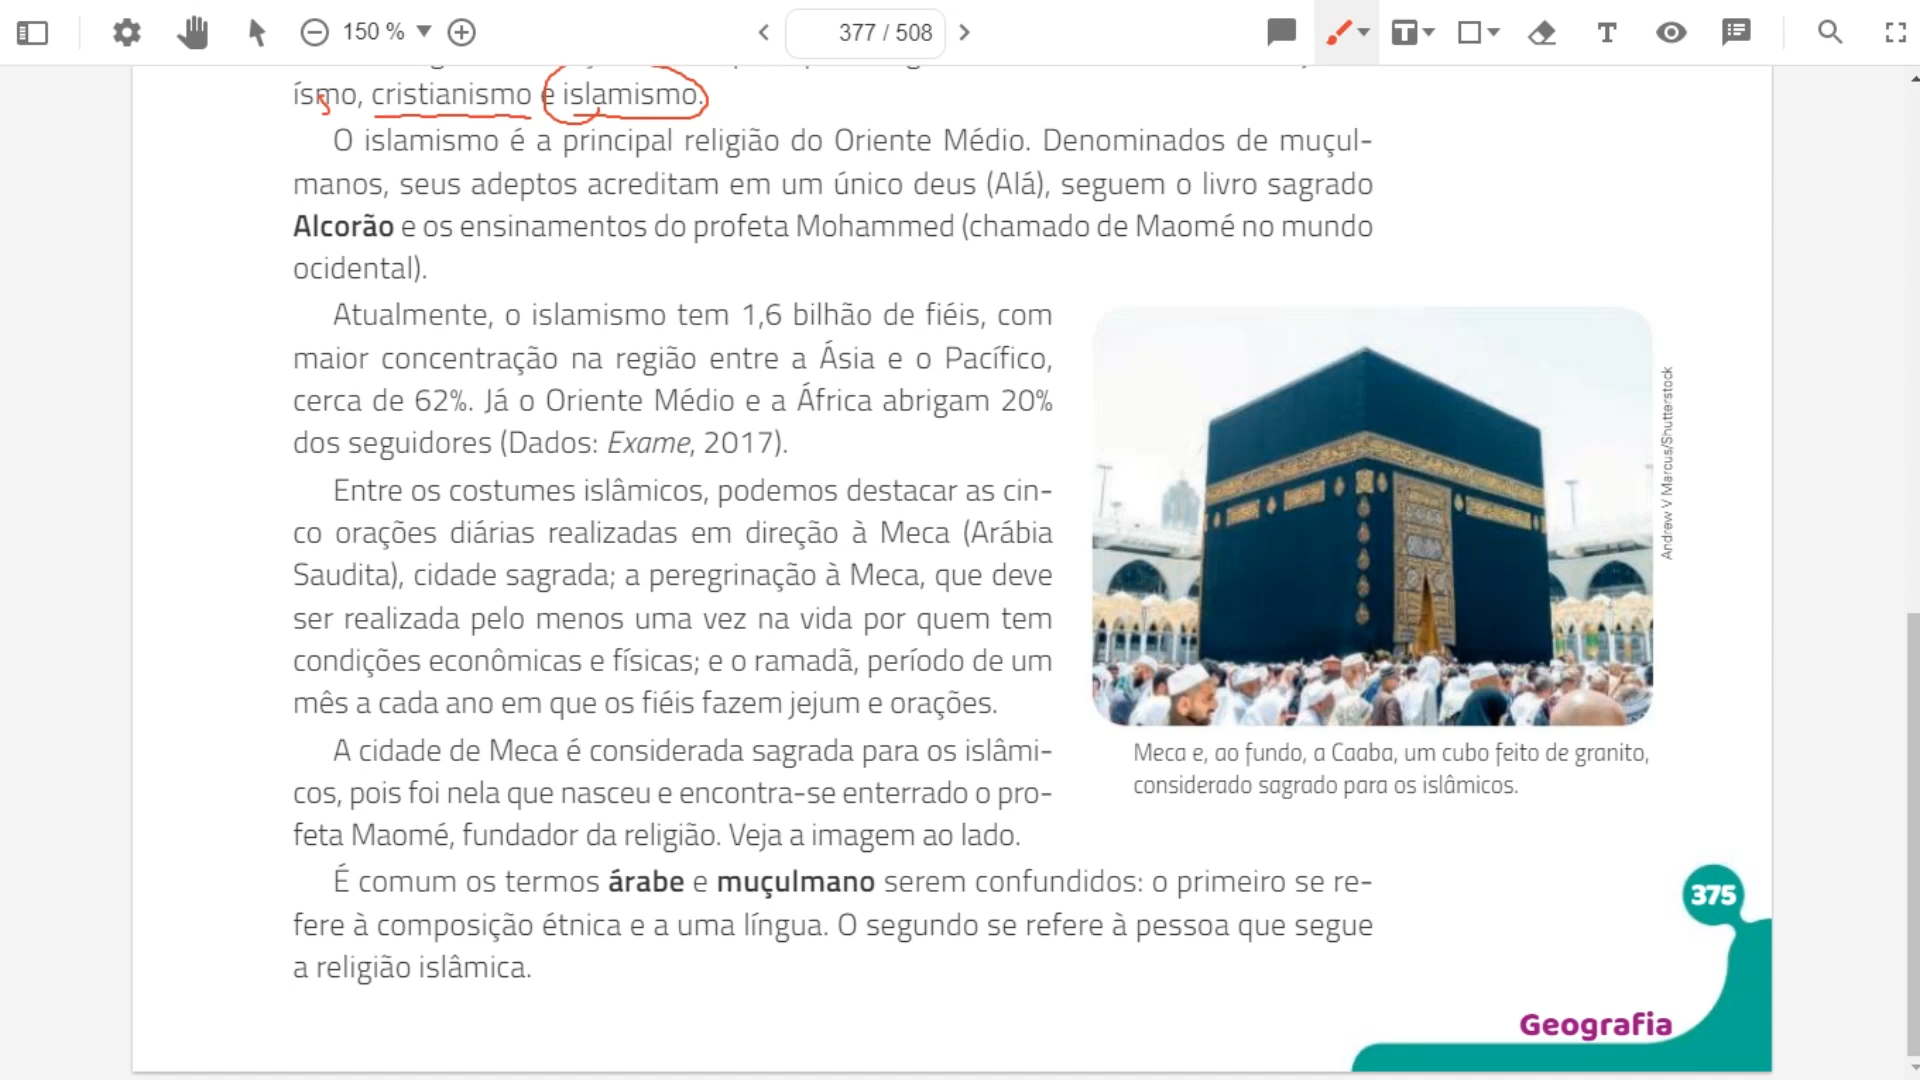 150 %
377 / 508
ísmo, cristianismo e islamismo.
O islamismo é a principal religião do Oriente Médio. Denominados de muçul-
manos, seus adeptos acreditam em um único deus (Alá), seguem o livro sagrado
Alcorão e os ensinamentos do profeta Mohammed (chamado de Maomé no mundo
ocidental).
Atualmente, o islamismo tem 1,6 bilhão de fiéis, com
maior concentração na região entre a Ásia e o Pacífico,
cerca de 62%. Já o Oriente Médio e a África abrigam 20%
dos seguidores (Dados: Exame, 2017).
Entre os costumes islâmicos, podemos destacar as cin-
co orações diárias realizadas em direção à Meca (Arábia
Saudita), cidade sagrada; a peregrinação à Meca, que deve
ser realizada pelo menos uma vez na vida por quem tem
condições econômicas e físicas; e o ramadã, período de um
mês a cada ano em que os fiéis fazem jejum e orações.
A cidade de Meca é considerada sagrada para os islâmi-
cos, pois foi nela que nasceu e encontra-se enterrado o pro-
feta Maomé, fundador da religião. Veja a imagem ao lado.
Andrew V Marcus/Shutterstock
Meca e, ao fundo, a Caaba, um cubo feito de granito,
considerado sagrado para os islâmicos.
É comum os termos árabe e muçulmano serem confundidos: o primeiro se re-
fere à composição étnica e a uma língua. O segundo se refere à pessoa que segue
a religião islâmica.
375
Geografia